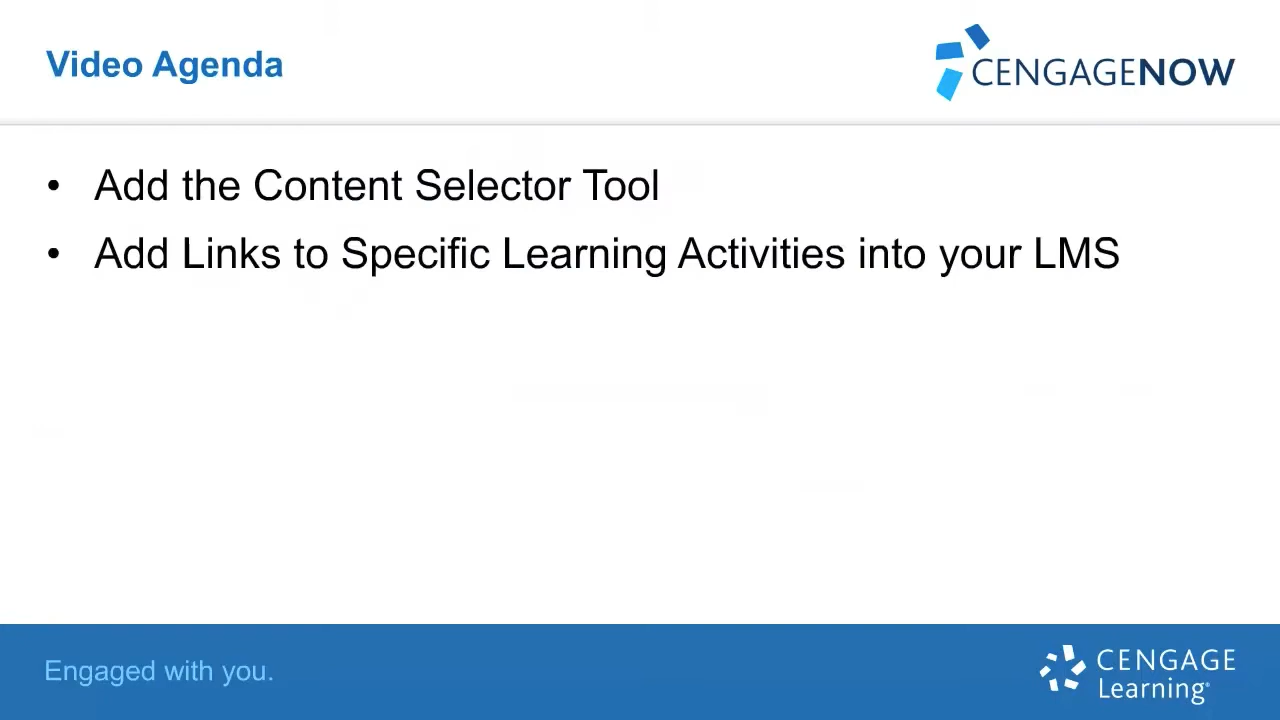 Video Agenda
CENGAGENOW
• Add the Content Selector Tool
• Add Links to Specific Learning Activities into your LMS
Engaged with you.
CENGAGE
Learning®